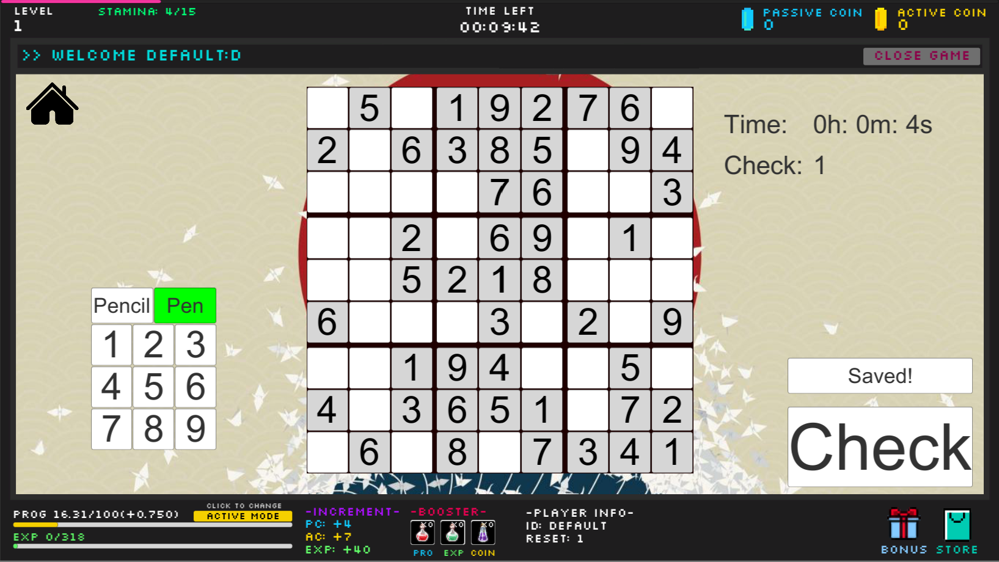 LEVEL
1
STAMINA: 4/15
TIME LEFT
00:09:42
PASSIVE COIN
0
ACTIVE COIN
0
>> WELCOME DEFAULT:D
CLOSE GAME
5 1 9 2 7 6
2 6 3 8 5 9 4
7 6 3
2 6 9 1
5 2 1 8
6 3 2 9
1 9 4 5
4 3 6 5 1 7 2
6 8 7 3 4 1
Time: 0h: 0m: 4s
Check: 1
Pencil Pen
1 2 3
4 5 6
7 8 9
Saved!
Check
PROG 16.31/100(+0.750)
CLICK TO CHANGE
ACTIVE MODE
EXP 0/318
-INCREMENT-
PC: +4
AC: +7
EXP: +40
-BOOSTER-
X0 X0 X0
PRO EXP COIN
-PLAYER INFO-
ID: DEFAULT
RESET: 1
BONUS STORE